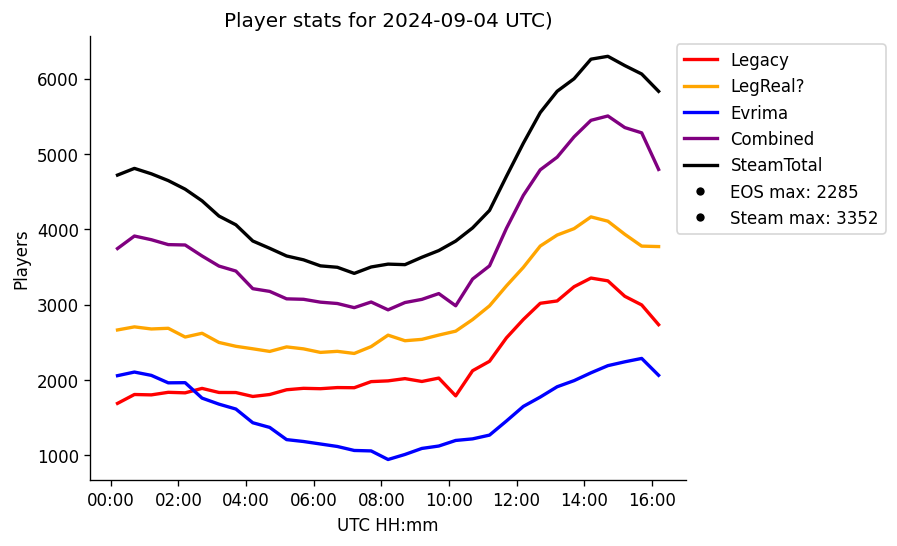 Player stats for 2024-09-04 UTC)
Legacy
LegReal?
Evrima
Combined
SteamTotal
EOS max: 2285
Steam max: 3352
Players
6000
5000
4000
3000
2000
1000
00:00 02:00 04:00 06:00 08:00 10:00 12:00 14:00 16:00
UTC HH:mm